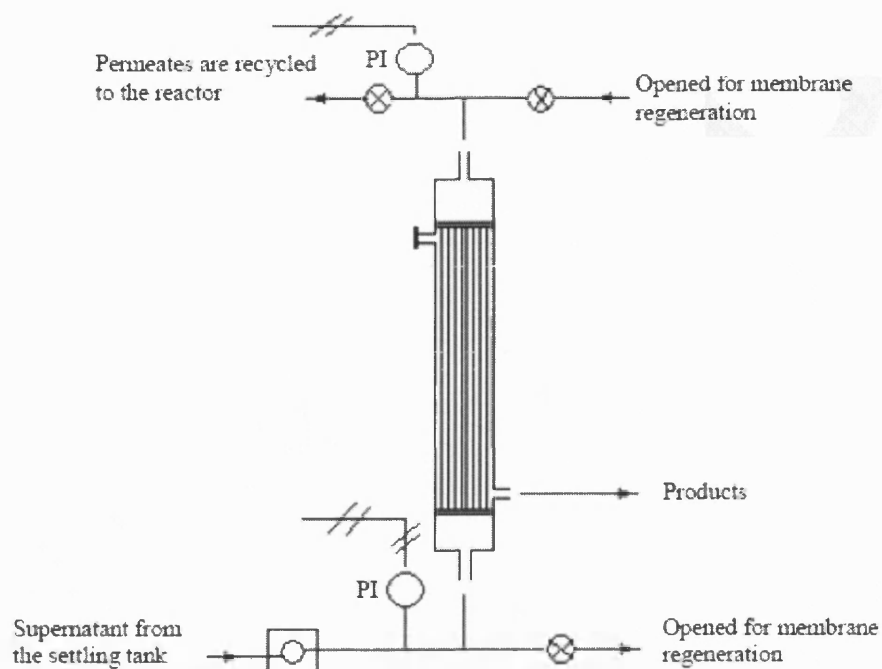 PI
Permeates are recycled
to the reactor
Opened for membrane
regeneration
Products
PI
Supernatant from
the settling tank
Opened for membrane
regeneration